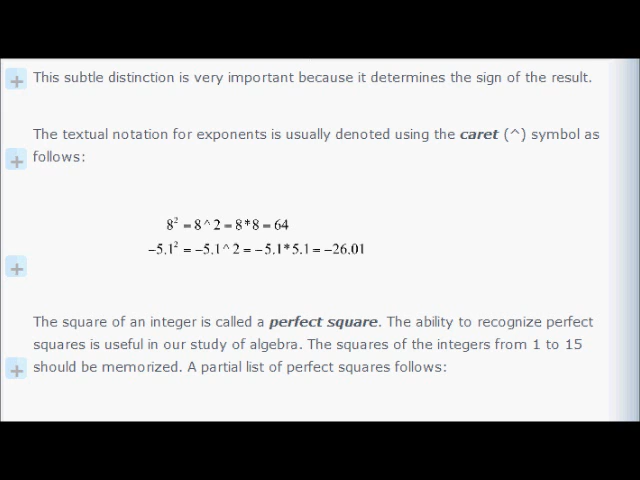 This subtle distinction is very important because it determines the sign of the result.
The textual notation for exponents is usually denoted using the caret (^) symbol as
follows:
8² = 8 ^ 2 = 8 * 8 = 64
−5.1² = −5.1 ^ 2 = −5.1 * 5.1 = −26.01
The square of an integer is called a perfect square. The ability to recognize perfect
squares is useful in our study of algebra. The squares of the integers from 1 to 15
should be memorized. A partial list of perfect squares follows: